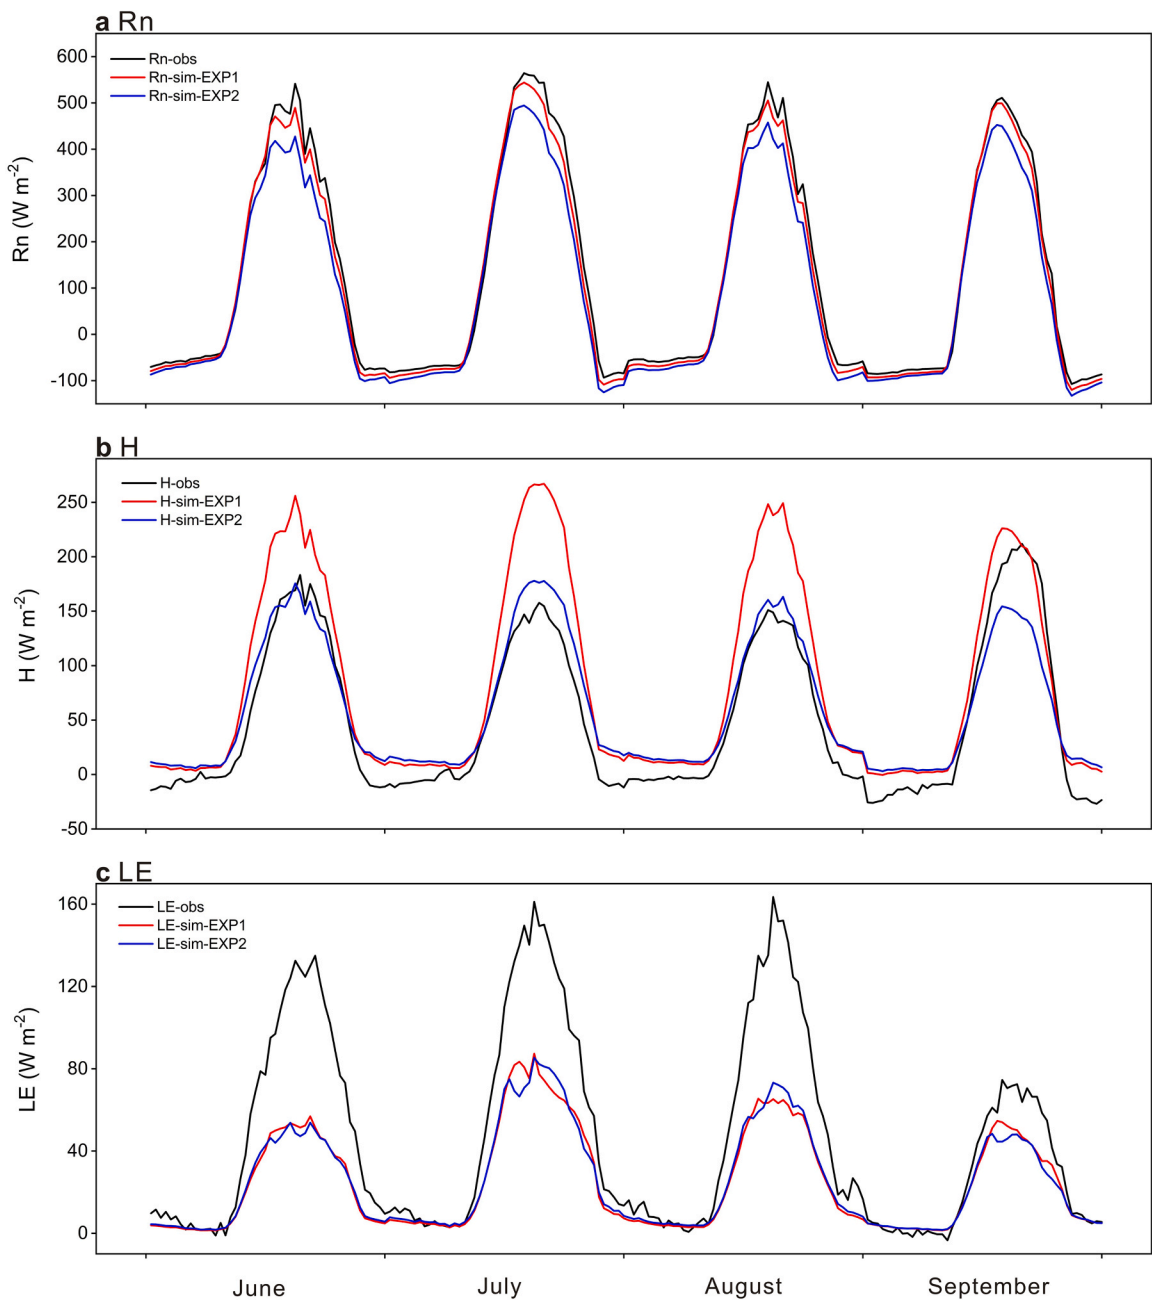 a Rn
Rn-obs
Rn-sim-EXP1
Rn-sim-EXP2
600
500
400
300
200
100
0
-100
Rn (W m-2)
b H
H-obs
H-sim-EXP1
H-sim-EXP2
250
200
150
100
50
0
-50
H (W m-2)
c LE
LE-obs
LE-sim-EXP1
LE-sim-EXP2
160
120
80
40
0
LE (W m-2)
June July August September